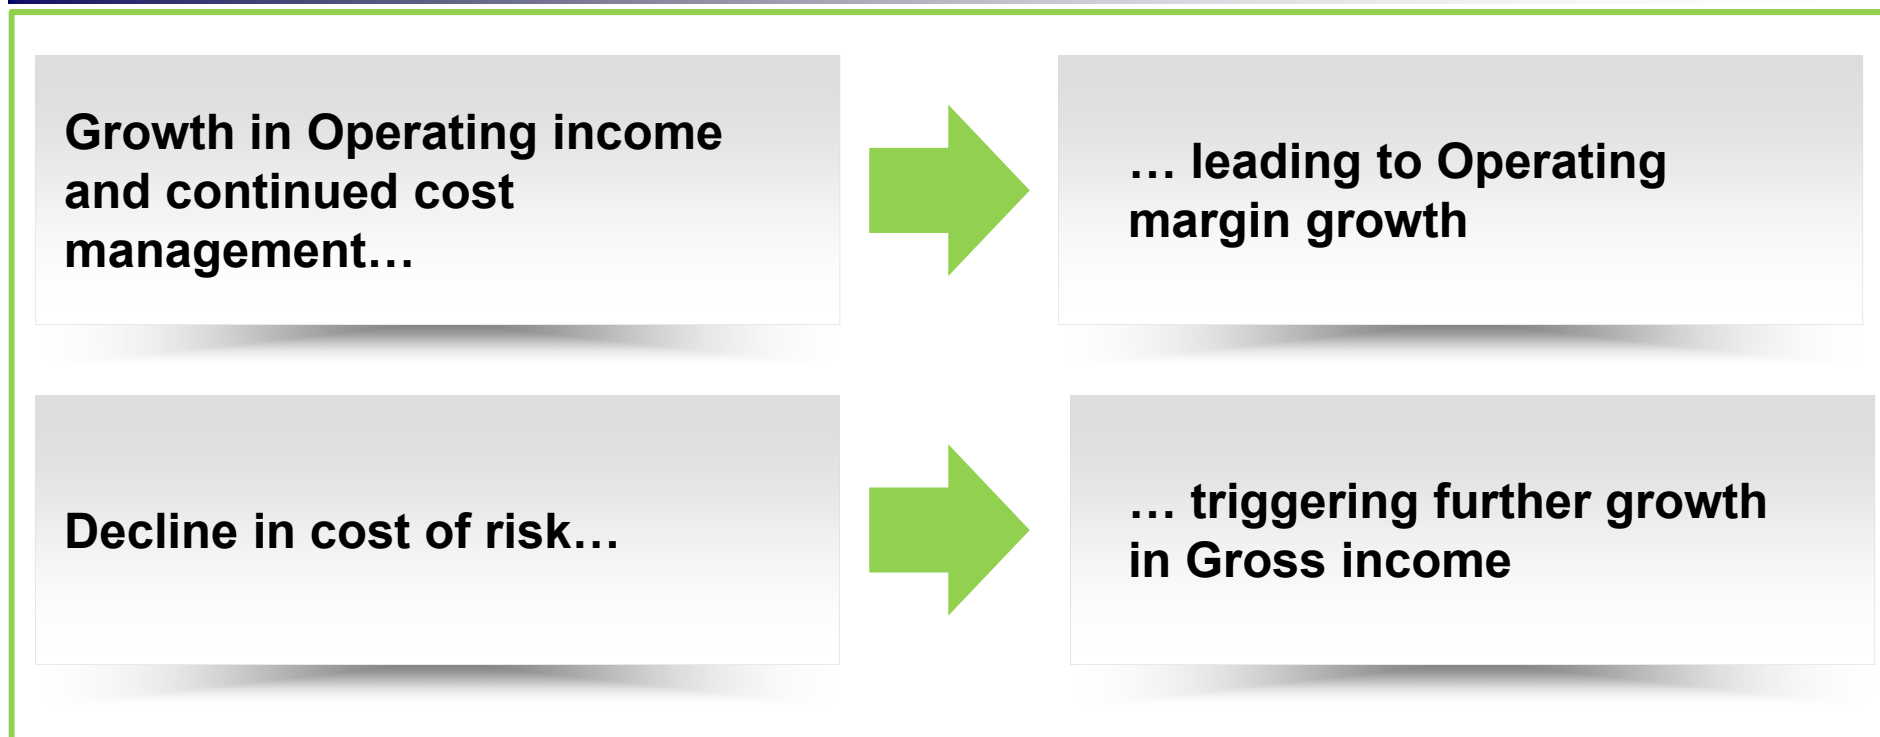 Growth in Operating income
and continued cost
management…
… leading to Operating
margin growth
Decline in cost of risk…
… triggering further growth
in Gross income